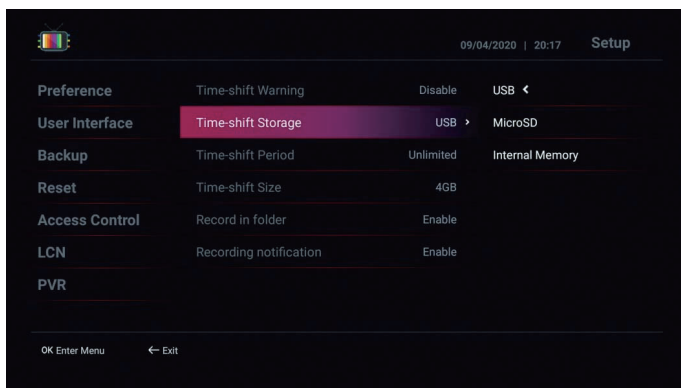 09/04/2020 | 20:17 Setup
Preference
User Interface
Backup
Reset
Access Control
LCN
PVR
Time-shift Warning Disable
Time-shift Storage USB >
Time-shift Period Unlimited
Time-shift Size 4GB
Record in folder Enable
Recording notification Enable
USB <
MicroSD
Internal Memory
OK Enter Menu ← Exit